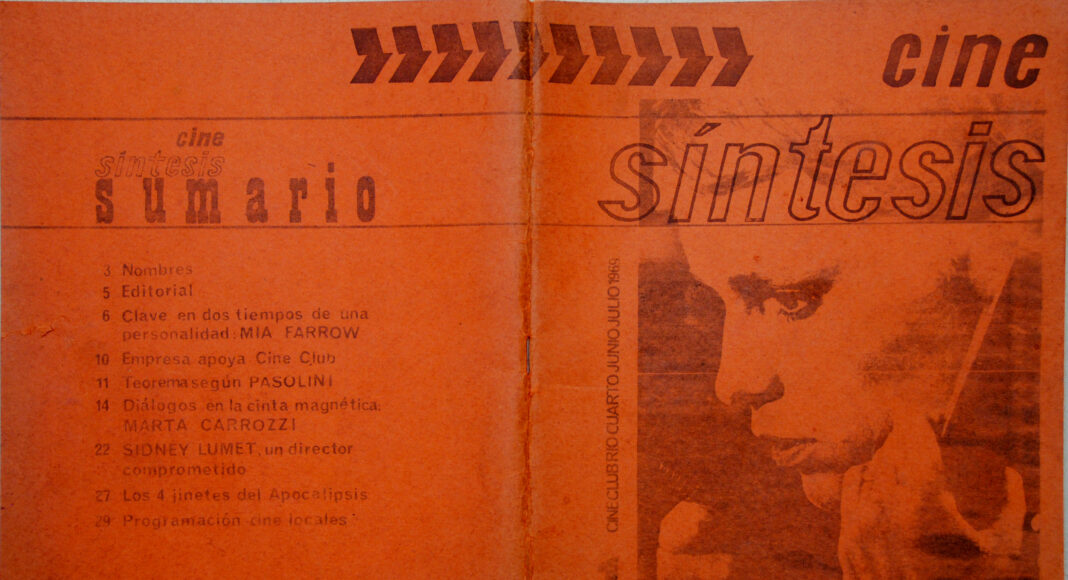 cine
síntesis
sumario
3 Nombres
5 Editorial
6 Clave en dos tiempos de una
personalidad: MIA FARROW
10 Empresa apoya Cine Club
11 Teorema según PASOLINI
14 Diálogos en la cinta magnética:
MARTA CARROZZI
22 SIDNEY LUMET, un director
comprometido
27 Los 4 jinetes del Apocalipsis
29 Programación cine locales
cine
síntesis
CINE CLUB RIO CUARTO JUNIO JULIO 1969